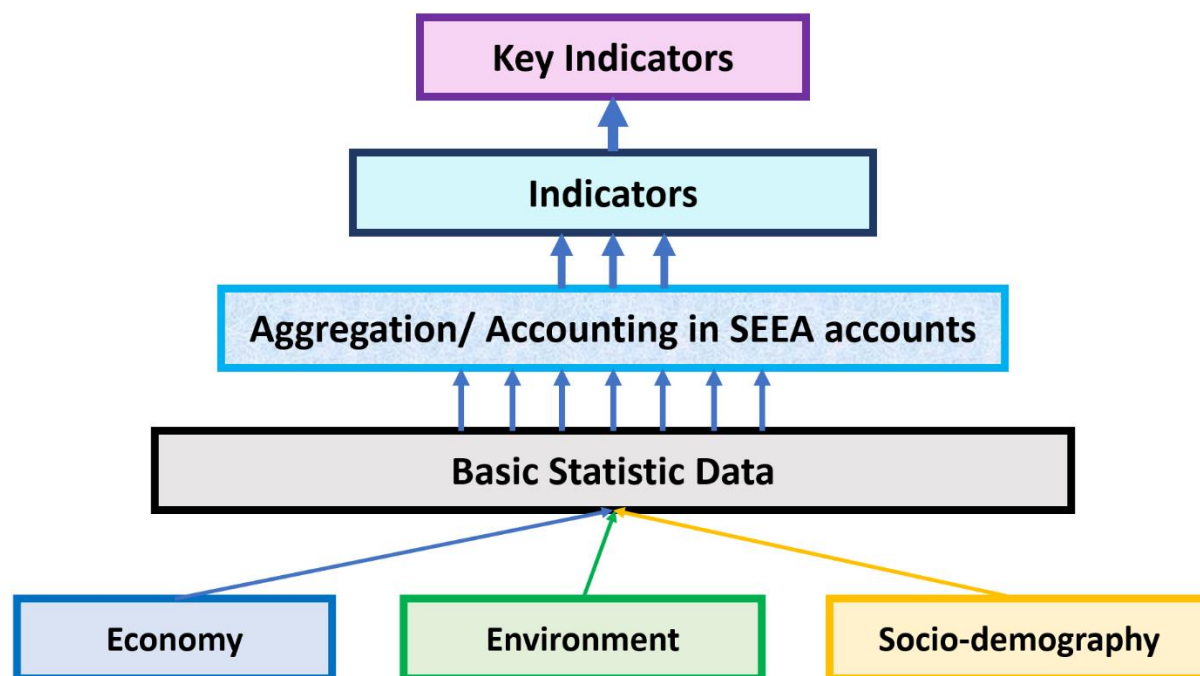 Key Indicators
Indicators
Aggregation/ Accounting in SEEA accounts
Basic Statistic Data
Economy
Environment
Socio-demography